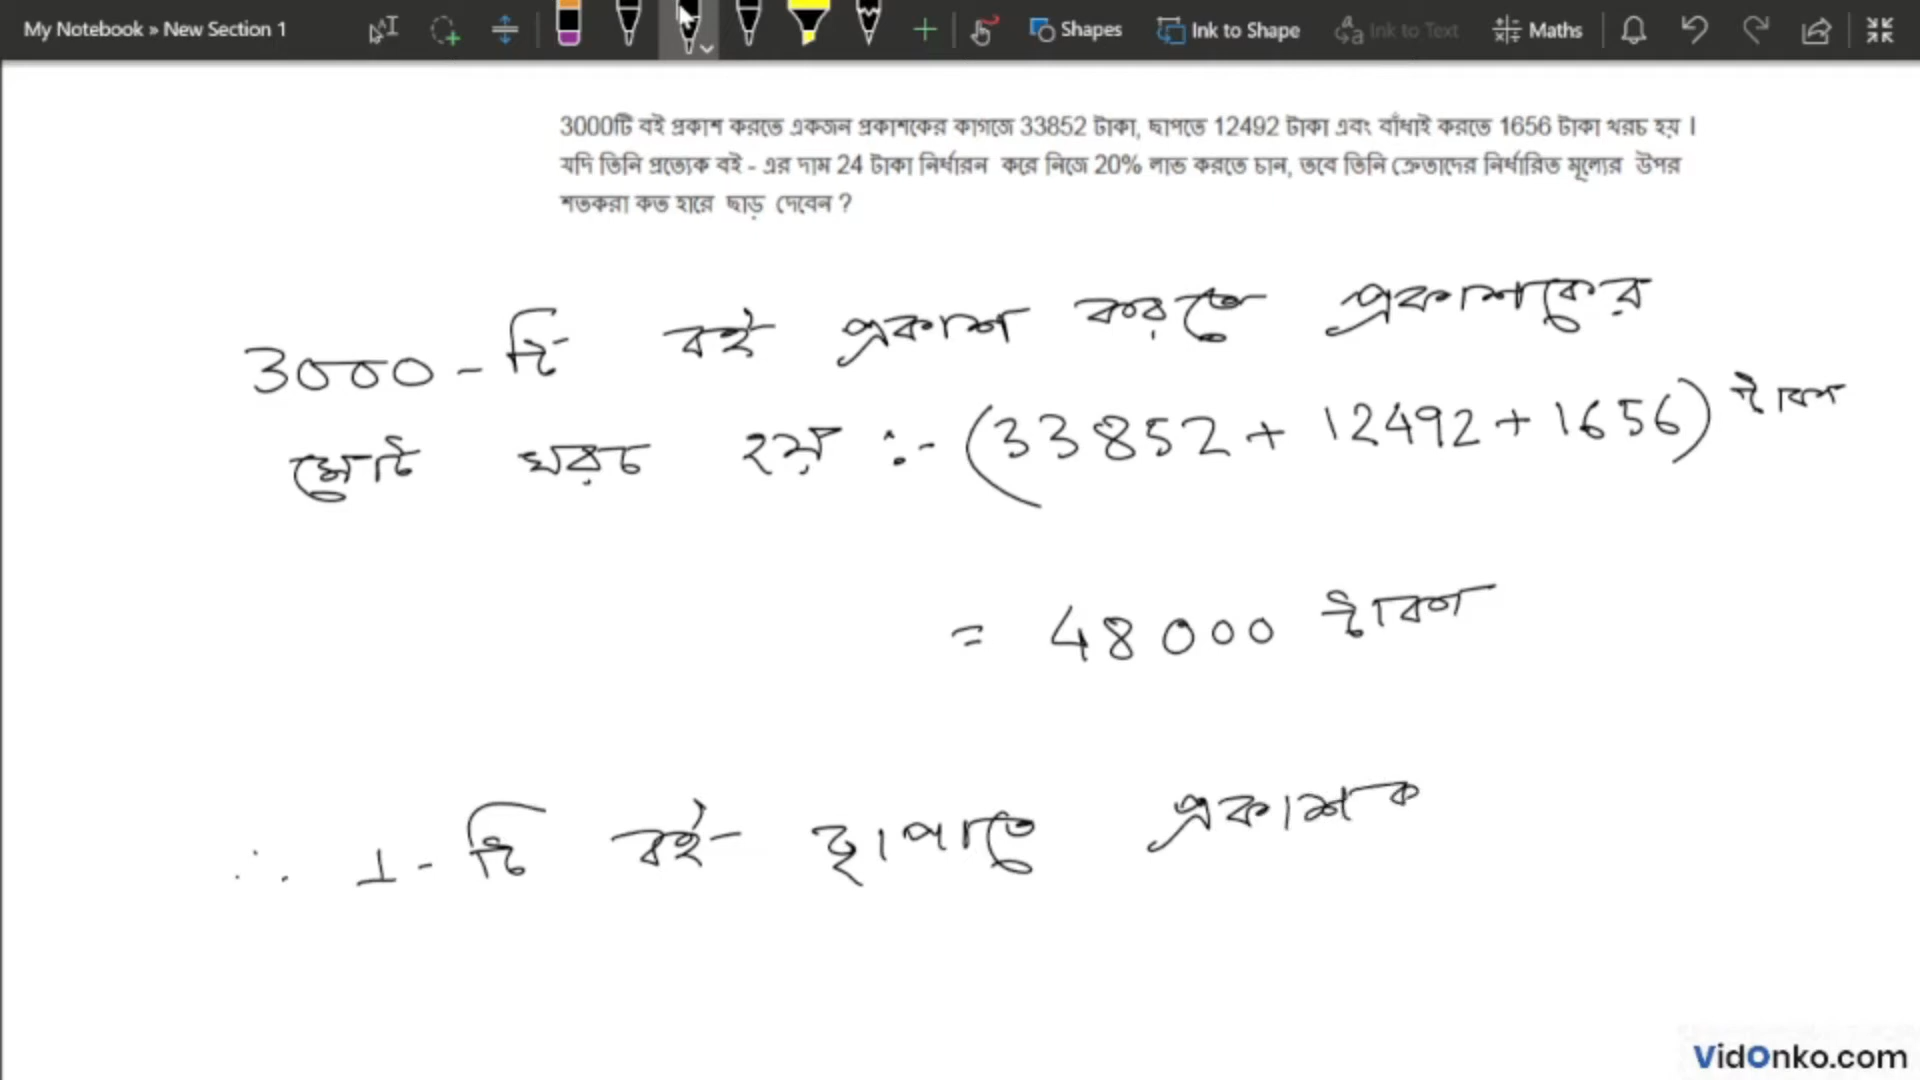 My Notebook » New Section 1 Shapes Ink to Shape Ink to Text Maths
3000টি বই প্রকাশ করতে একজন প্রকাশকের কাগজে 33852 টাকা, ছাপতে 12492 টাকা এবং বাঁধাই করতে 1656 টাকা খরচ হয় ।
যদি তিনি প্রত্যেক বই - এর দাম 24 টাকা নির্ধারন করে নিজে 20% লাভ করতে চান, তবে তিনি ক্রেতাদের নির্ধারিত মূল্যের উপর
শতকরা কত হারে ছাড় দেবেন ?
3000 - টি বই প্রকাশ করতে প্রকাশকের
মোট খরচ হয় :- (33852 + 12492 + 1656) টাকা
= 48000 টাকা
∴ 1 - টি বই ছাপাতে প্রকাশক
VidOnko.com